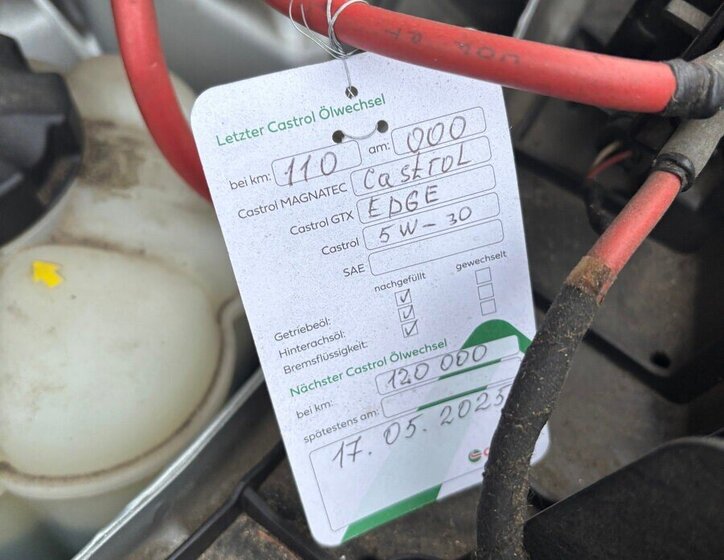 Letzter Castrol Ölwechsel
bei km: 110 am: 000
Castrol MAGNATEC Castrol
Castrol GTX EDGE
Castrol 5W-30
SAE
nachgefüllt gewechselt
Getriebeöl:
Hinterachsöl:
Bremsflüssigkeit:
Nächster Castrol Ölwechsel
bei km: 120 000
spätestens am:
17. 05. 2025